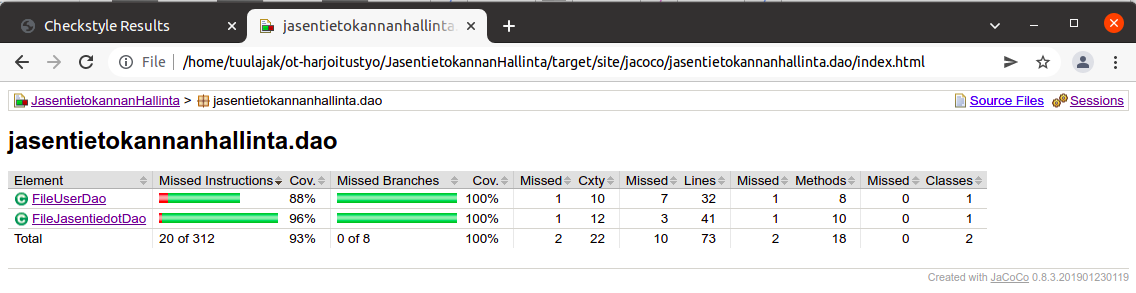 Checkstyle Results
jasentietokannanhallinta.
File /home/tuulajak/ot-harjoitustyo/JasentietokannanHallinta/target/site/jacoco/jasentietokannanhallinta.dao/index.html
JasentietokannanHallinta > jasentietokannanhallinta.dao Source Files Sessions
jasentietokannanhallinta.dao
Element Missed Instructions Cov. Missed Branches Cov. Missed Cxty Missed Lines Missed Methods Missed Classes
FileUserDao 88% 100% 1 10 7 32 1 8 0 1
FileJasentiedotDao 96% 100% 1 12 3 41 1 10 0 1
Total 20 of 312 93% 0 of 8 100% 2 22 10 73 2 18 0 2
Created with JaCoCo 0.8.3.201901230119